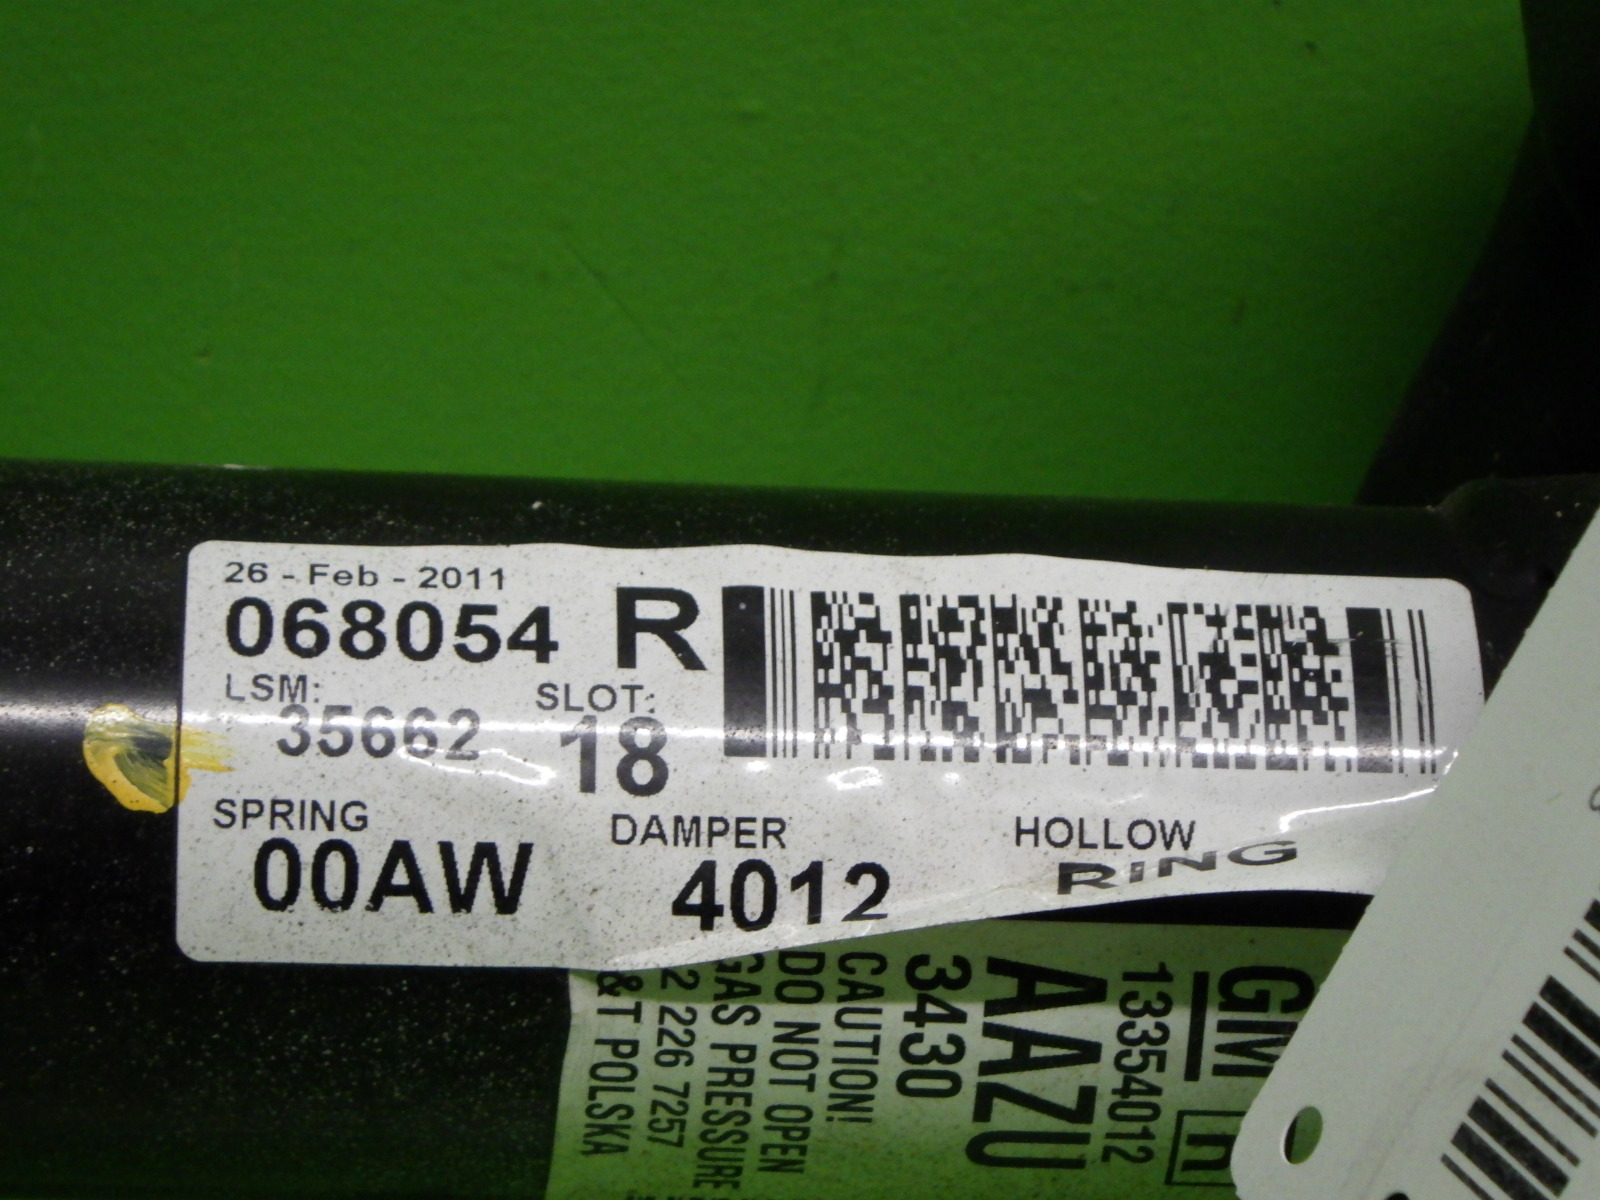 26 - Feb - 2011
068054 R
LSM: SLOT:
35662 18
SPRING DAMPER HOLLOW
00AW 4012 RING
GM
13354012
AAZU
3430
CAUTION!
DO NOT OPEN
GAS PRESSURE
2 226 7257
&T POLSKA